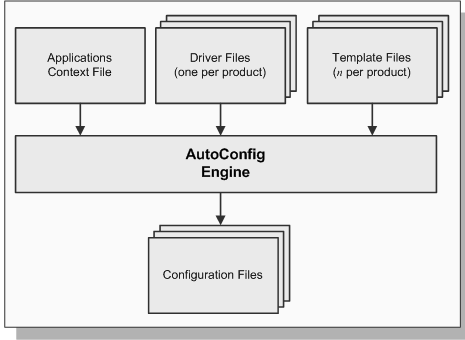 Applications
Context File
Driver Files
(one per product)
Template Files
(n per product)
AutoConfig
Engine
Configuration Files